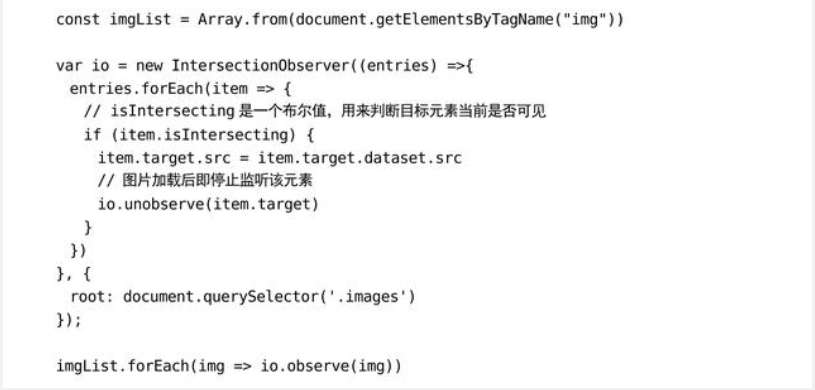 const imgList = Array.from(document.getElementsByTagName("img"))

var io = new IntersectionObserver((entries) =>{
  entries.forEach(item => {
    // isIntersecting 是一个布尔值，用来判断目标元素当前是否可见
    if (item.isIntersecting) {
      item.target.src = item.target.dataset.src
      // 图片加载后即停止监听该元素
      io.unobserve(item.target)
    }
  })
}, {
  root: document.querySelector('.images')
});

imgList.forEach(img => io.observe(img))